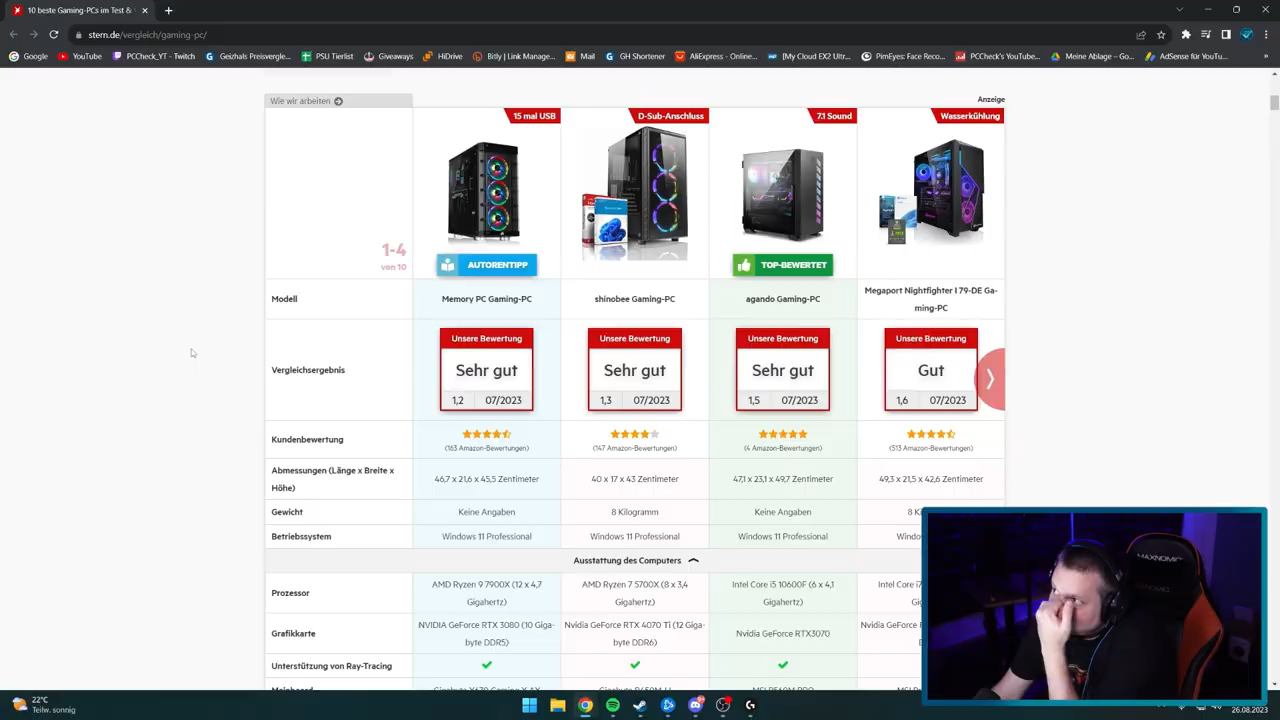 10 beste Gaming-PCs im Test &
stern.de/vergleich/gaming-pc/
Google
YouTube
PCCheck_YT - Twitch
Geizhals Preisvergle...
PSU Tierlist
Giveaways
HiDrive
Bitly | Link Manage...
Mail
GH Shortener
AliExpress - Online...
[My Cloud EX2 Ultr...
PimEyes: Face Reco...
PCCheck's YouTube...
Meine Ablage – Go...
AdSense für YouTu...
Wie wir arbeiten
Anzeige
15 mal USB
D-Sub-Anschluss
7.1 Sound
Wasserkühlung
1-4
von 10
AUTORENTIPP
TOP-BEWERTET
Modell
Memory PC Gaming-PC
shinobee Gaming-PC
agando Gaming-PC
Megaport Nightfighter I 79-DE Ga-
ming-PC
Vergleichsergebnis
Unsere Bewertung
Sehr gut
1,2 07/2023
Unsere Bewertung
Sehr gut
1,3 07/2023
Unsere Bewertung
Sehr gut
1,5 07/2023
Unsere Bewertung
Gut
1,6 07/2023
Kundenbewertung
(163 Amazon-Bewertungen)
(147 Amazon-Bewertungen)
(4 Amazon-Bewertungen)
(513 Amazon-Bewertungen)
Abmessungen (Länge x Breite x
Höhe)
46,7 x 21,6 x 45,5 Zentimeter
40 x 17 x 43 Zentimeter
47,1 x 23,1 x 49,7 Zentimeter
49,3 x 21,5 x 42,6 Zentimeter
Gewicht
Keine Angaben
8 Kilogramm
Keine Angaben
Betriebssystem
Windows 11 Professional
Windows 11 Professional
Windows 11 Professional
Ausstattung des Computers
Prozessor
AMD Ryzen 9 7900X (12 x 4,7
Gigahertz)
AMD Ryzen 7 5700X (8 x 3,4
Gigahertz)
Intel Core i5 10600F (6 x 4,1
Gigahertz)
Intel Core
Grafikkarte
NVIDIA GeForce RTX 3080 (10 Giga-
byte DDR5)
Nvidia GeForce RTX 4070 Ti (12 Giga-
byte DDR6)
Nvidia GeForce RTX3070
Nvidia GeForce
Unterstützung von Ray-Tracing
MAXNOMIC
22°C
Teilw. sonnig
26.08.2023